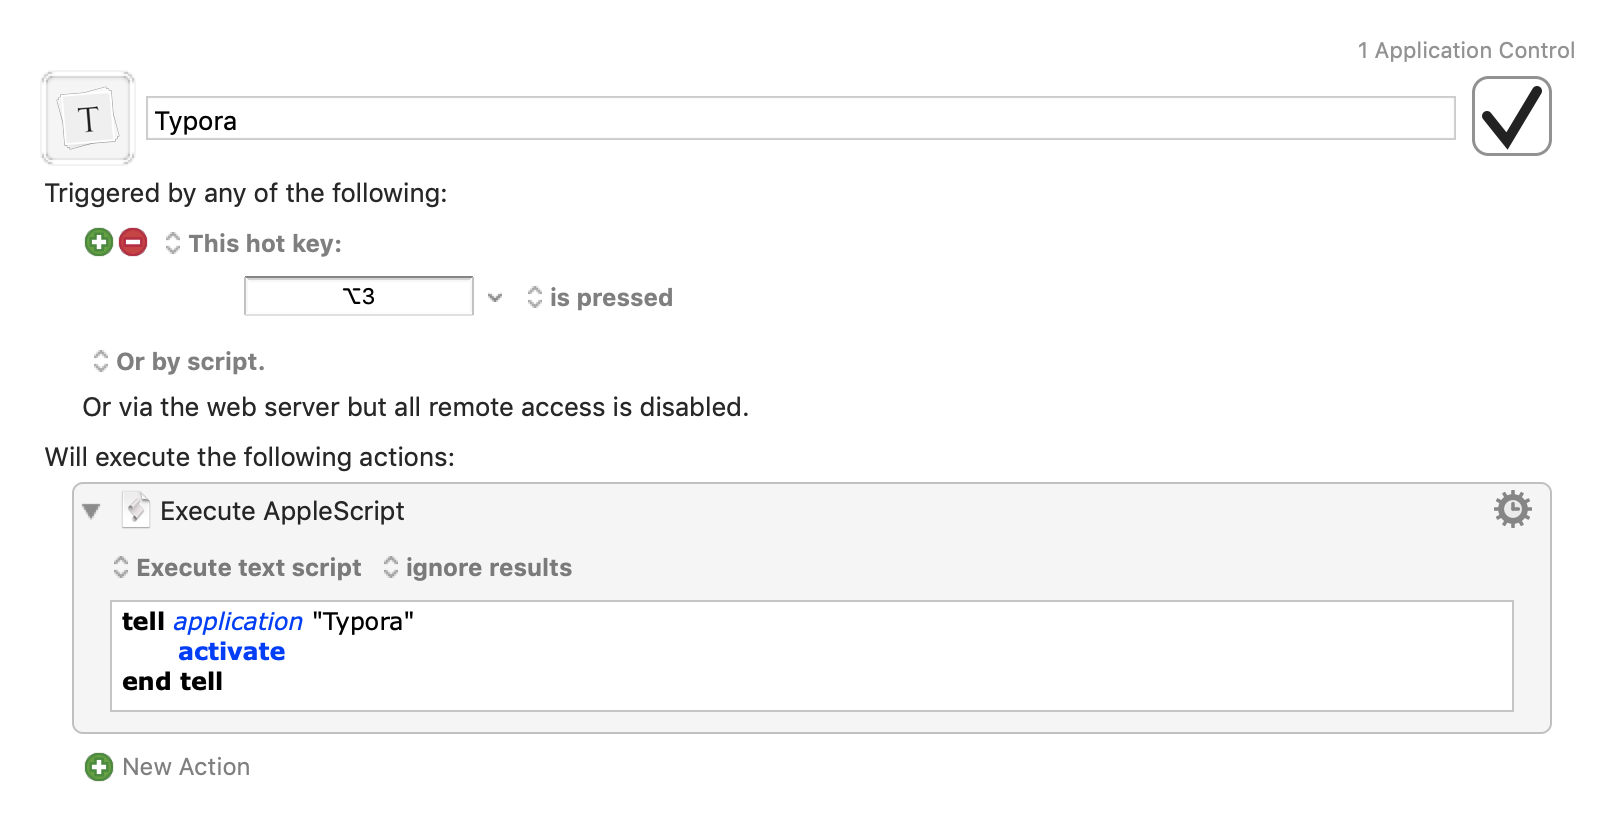 1 Application Control
T
Typora
Triggered by any of the following:
This hot key:
⌥3
is pressed
Or by script.
Or via the web server but all remote access is disabled.
Will execute the following actions:
Execute AppleScript
Execute text script ignore results
tell application "Typora"
activate
end tell
New Action